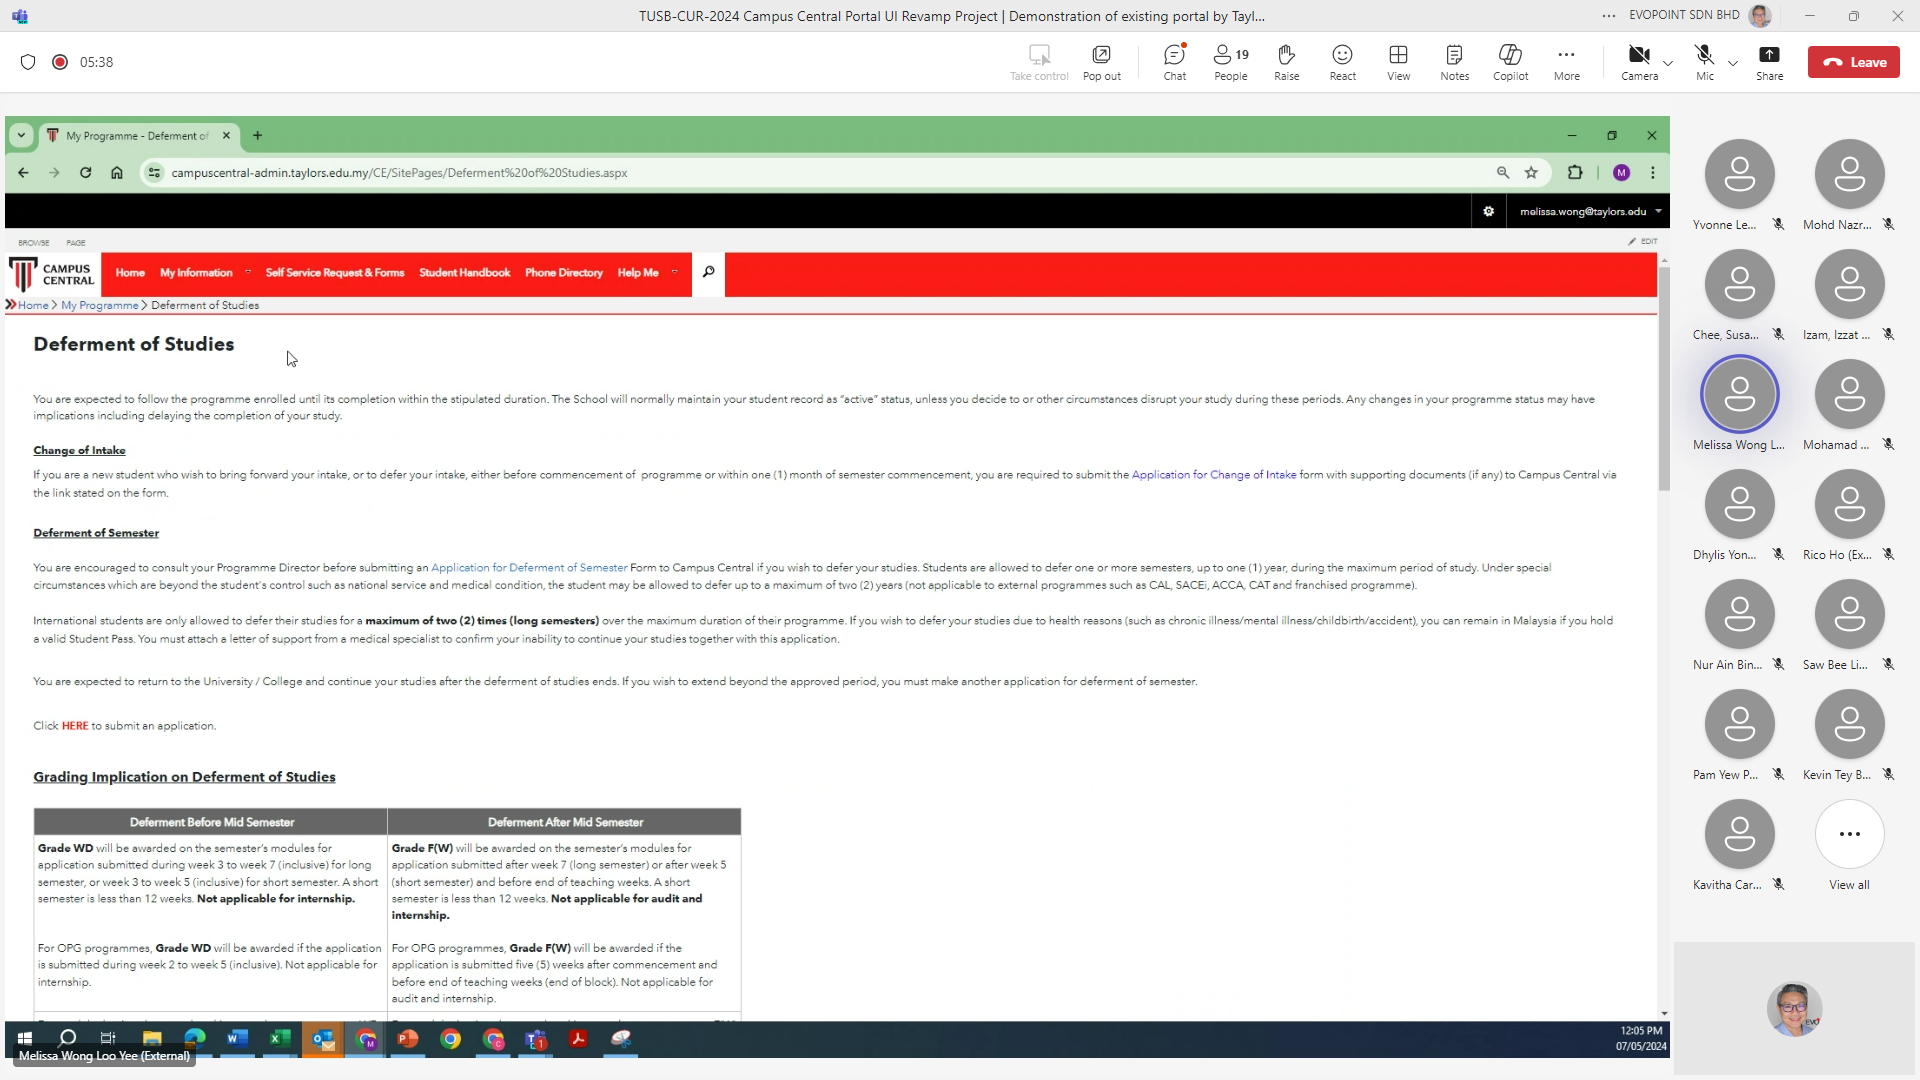 TUSB-CUR-2024 Campus Central Portal UI Revamp Project | Demonstration of existing portal by Tayl...
EVOPOINT SDN BHD
05:38
Take control
Pop out
Chat
People
19
Raise
React
View
Notes
Copilot
More
Camera
Mic
Share
Leave
My Programme - Deferment of
campuscentral-admin.taylors.edu.my/CE/SitePages/Deferment%20of%20Studies.aspx
M
melissa.wong@taylors.edu
BROWSE PAGE
EDIT
CAMPUS
CENTRAL
Home My Information Self Service Request & Forms Student Handbook Phone Directory Help Me
Home > My Programme > Deferment of Studies
Deferment of Studies
You are expected to follow the programme enrolled until its completion within the stipulated duration. The School will normally maintain your student record as "active" status, unless you decide to or other circumstances disrupt your study during these periods. Any changes in your programme status may have
implications including delaying the completion of your study.
Change of Intake
If you are a new student who wish to bring forward your intake, or to defer your intake, either before commencement of programme or within one (1) month of semester commencement, you are required to submit the Application for Change of Intake form with supporting documents (if any) to Campus Central via
the link stated on the form.
Deferment of Semester
You are encouraged to consult your Programme Director before submitting an Application for Deferment of Semester Form to Campus Central if you wish to defer your studies. Students are allowed to defer one or more semesters, up to one (1) year, during the maximum period of study. Under special
circumstances which are beyond the student's control such as national service and medical condition, the student may be allowed to defer up to a maximum of two (2) years (not applicable to external programmes such as CAL, SACEi, ACCA, CAT and franchised programme).
International students are only allowed to defer their studies for a maximum of two (2) times (long semesters) over the maximum duration of their programme. If you wish to defer your studies due to health reasons (such as chronic illness/mental illness/childbirth/accident), you can remain in Malaysia if you hold
a valid Student Pass. You must attach a letter of support from a medical specialist to confirm your inability to continue your studies together with this application.
You are expected to return to the University / College and continue your studies after the deferment of studies ends. If you wish to extend beyond the approved period, you must make another application for deferment of semester.
Click HERE to submit an application.
Grading Implication on Deferment of Studies
Deferment Before Mid Semester
Grade WD will be awarded on the semester's modules for
application submitted during week 3 to week 7 (inclusive) for long
semester, or week 3 to week 5 (inclusive) for short semester. A short
semester is less than 12 weeks. Not applicable for internship.
For OPG programmes, Grade WD will be awarded if the application
is submitted during week 2 to week 5 (inclusive). Not applicable for
internship.
Deferment After Mid Semester
Grade F(W) will be awarded on the semester's modules for
application submitted after week 7 (long semester) or after week 5
(short semester) and before end of teaching weeks. A short
semester is less than 12 weeks. Not applicable for audit and
internship.
For OPG programmes, Grade F(W) will be awarded if the
application is submitted five (5) weeks after commencement and
before end of teaching weeks (end of block). Not applicable for
audit and internship.
12:05 PM
07/05/2024
Melissa Wong Loo Yee (External)
Yvonne Le...
Mohd Nazr...
Chee, Susa...
Izam, Izzat ...
Melissa Wong L...
Mohamad ...
Dhylis Yon...
Rico Ho (Ex...
Nur Ain Bin...
Saw Bee Li...
Pam Yew P...
Kevin Tey B...
Kavitha Car...
View all